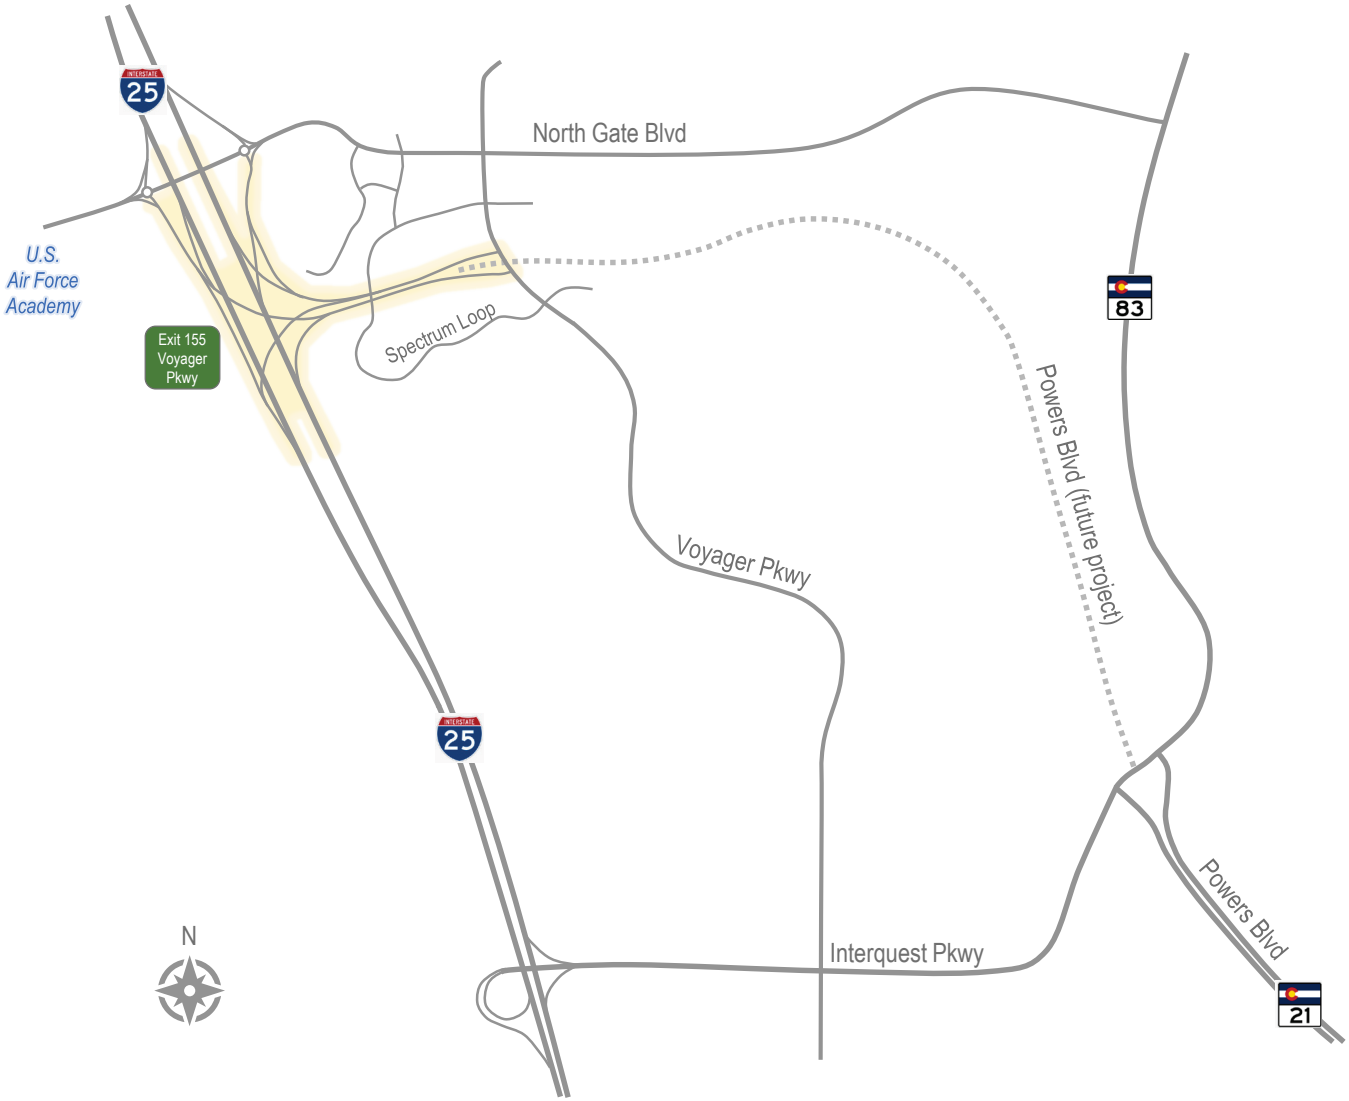 INTERSTATE
25
North Gate Blvd
U.S.
Air Force
Academy
83
Exit 155
Voyager
Pkwy
Spectrum Loop
Powers Blvd (future project)
Voyager Pkwy
INTERSTATE
25
Powers Blvd
N
Interquest Pkwy
21